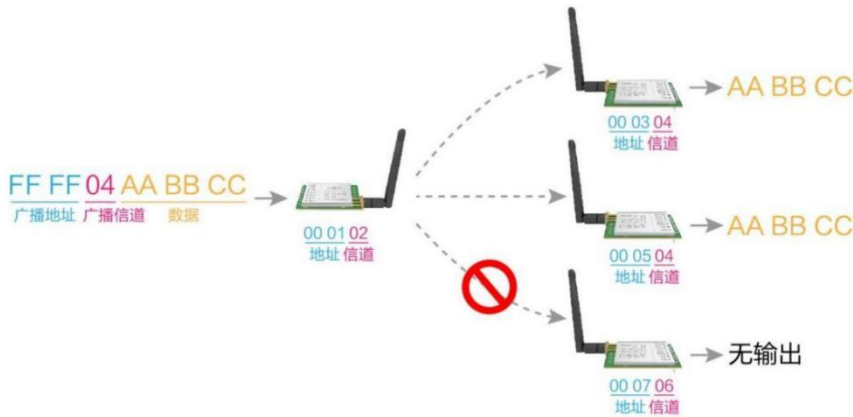 FF FF 04 AA BB CC
广播地址 广播信道 数据
00 01 02
地址 信道
00 03 04
地址 信道
AA BB CC
00 05 04
地址 信道
AA BB CC
00 07 06
地址 信道
无输出